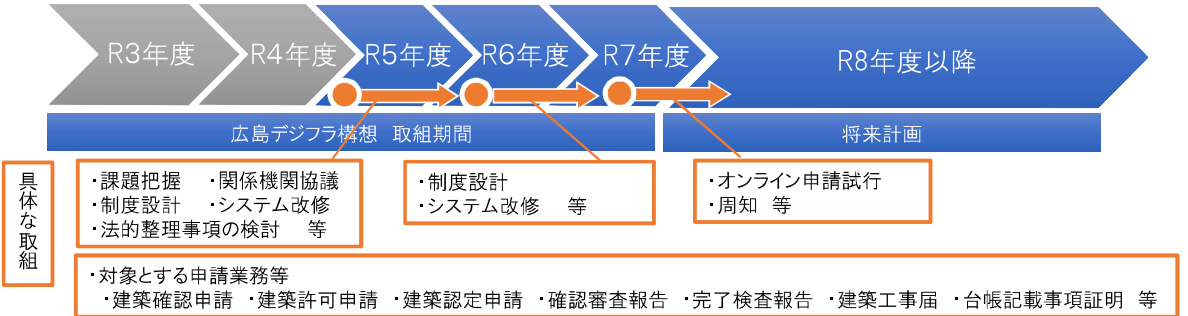 R3年度
R4年度
R5年度
R6年度
R7年度
R8年度以降
広島デジフラ構想 取組期間
将来計画
具体な取組
・課題把握 ・関係機関協議
・制度設計 ・システム改修
・法的整理事項の検討 等
・制度設計
・システム改修 等
・オンライン申請試行
・周知 等
・対象とする申請業務等
・建築確認申請 ・建築許可申請 ・建築認定申請 ・確認審査報告 ・完了検査報告 ・建築工事届 ・台帳記載事項証明 等